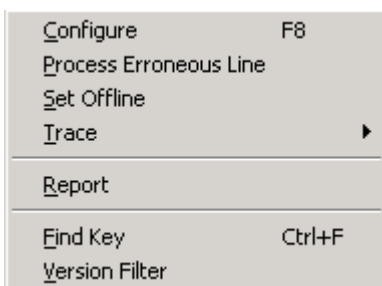 Configure F8
Process Erroneous Line
Set Offline
Trace
Report
Find Key Ctrl+F
Version Filter